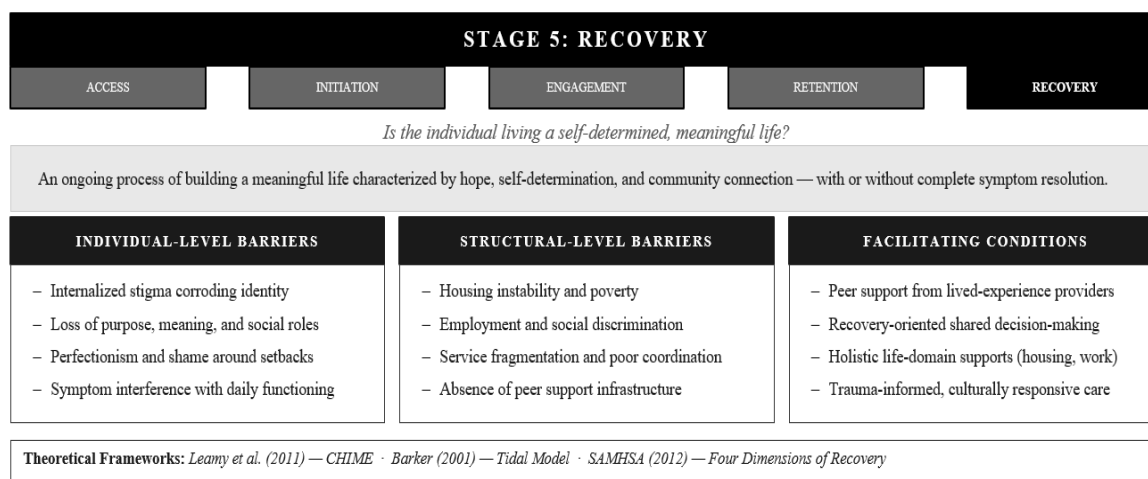 STAGE 5: RECOVERY
ACCESS
INITIATION
ENGAGEMENT
RETENTION
RECOVERY
Is the individual living a self-determined, meaningful life?
An ongoing process of building a meaningful life characterized by hope, self-determination, and community connection — with or without complete symptom resolution.
INDIVIDUAL-LEVEL BARRIERS
– Internalized stigma corroding identity
– Loss of purpose, meaning, and social roles
– Perfectionism and shame around setbacks
– Symptom interference with daily functioning
STRUCTURAL-LEVEL BARRIERS
– Housing instability and poverty
– Employment and social discrimination
– Service fragmentation and poor coordination
– Absence of peer support infrastructure
FACILITATING CONDITIONS
– Peer support from lived-experience providers
– Recovery-oriented shared decision-making
– Holistic life-domain supports (housing, work)
– Trauma-informed, culturally responsive care
Theoretical Frameworks: Leamy et al. (2011) — CHIME · Barker (2001) — Tidal Model · SAMHSA (2012) — Four Dimensions of Recovery